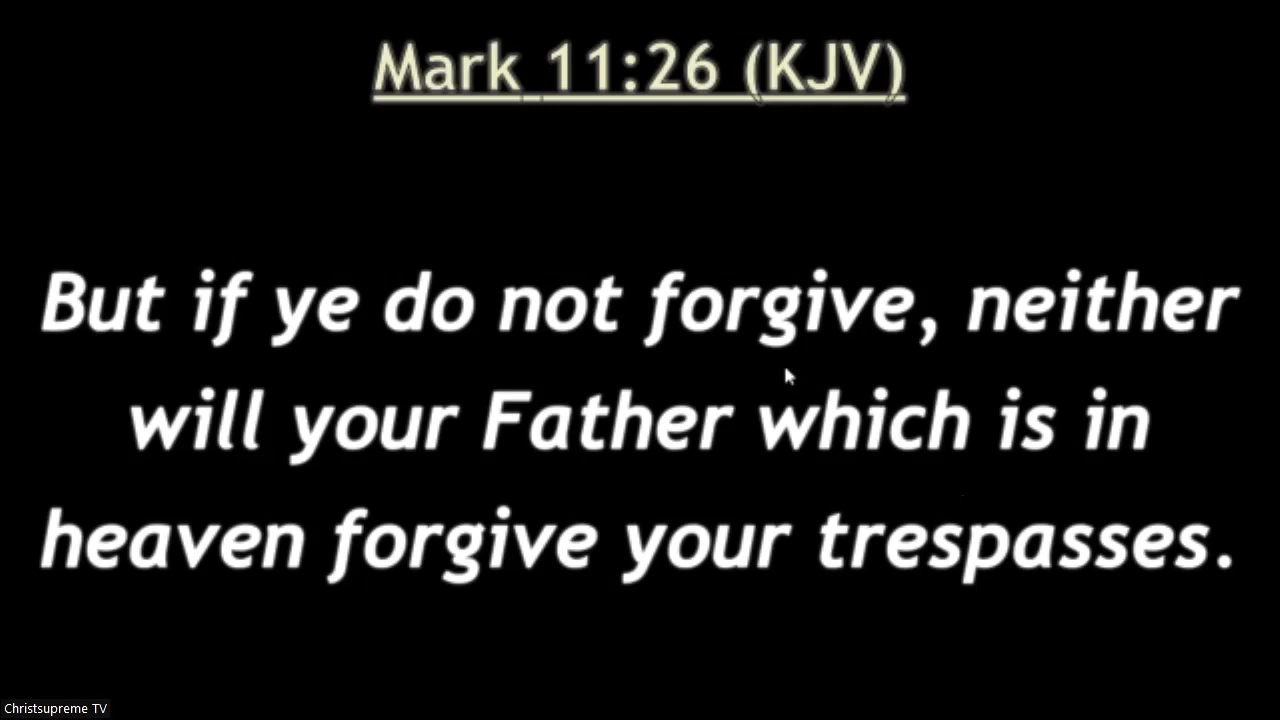 Mark 11:26 (KJV)
But if ye do not forgive, neither
will your Father which is in
heaven forgive your trespasses.
Christsupreme TV